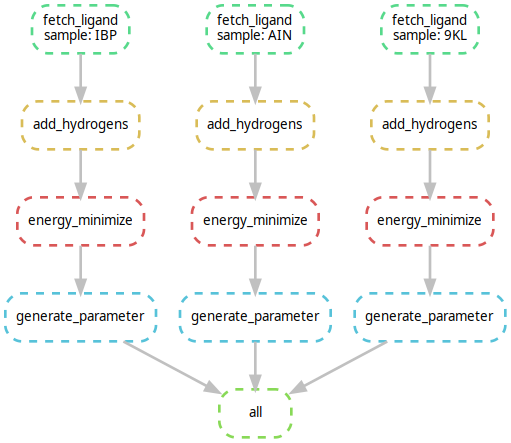 fetch_ligand
sample: IBP
fetch_ligand
sample: AIN
fetch_ligand
sample: 9KL
add_hydrogens
add_hydrogens
add_hydrogens
energy_minimize
energy_minimize
energy_minimize
generate_parameter
generate_parameter
generate_parameter
all